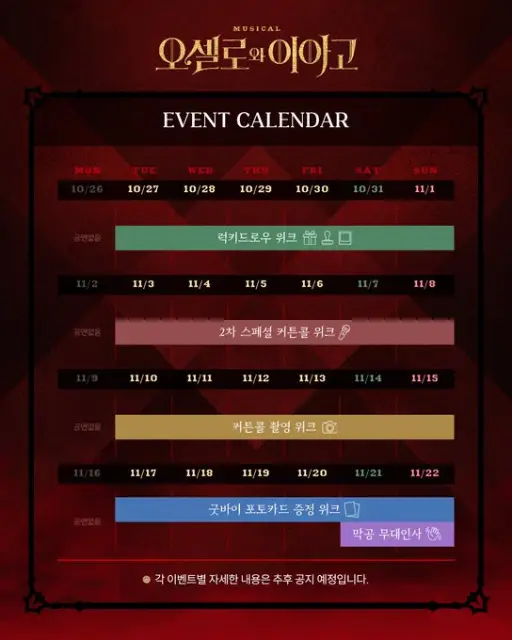 MUSICAL
오셀로와 이아고
EVENT CALENDAR
MON TUE WED THU FRI SAT SUN
10/26 10/27 10/28 10/29 10/30 10/31 11/1
공연없음 럭키드로우 위크
11/2 11/3 11/4 11/5 11/6 11/7 11/8
공연없음 2차 스페셜 커튼콜 위크
11/9 11/10 11/11 11/12 11/13 11/14 11/15
공연없음 커튼콜 촬영 위크
11/16 11/17 11/18 11/19 11/20 11/21 11/22
공연없음 굿바이 포토카드 증정 위크
막공 무대인사
각 이벤트별 자세한 내용은 추후 공지 예정입니다.